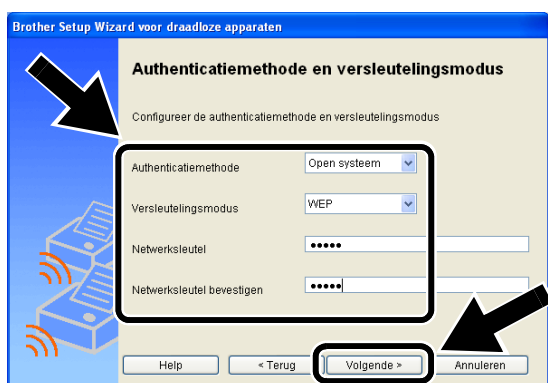 Brother Setup Wizard voor draadloze apparaten
Authenticatiemethode en versleutelingsmodus
Configureer de authenticatiemethode en versleutelingsmodus
Authenticatiemethode Open systeem
Versleutelingsmodus WEP
Netwerksleutel •••••
Netwerksleutel bevestigen •••••
Help < Terug Volgende > Annuleren